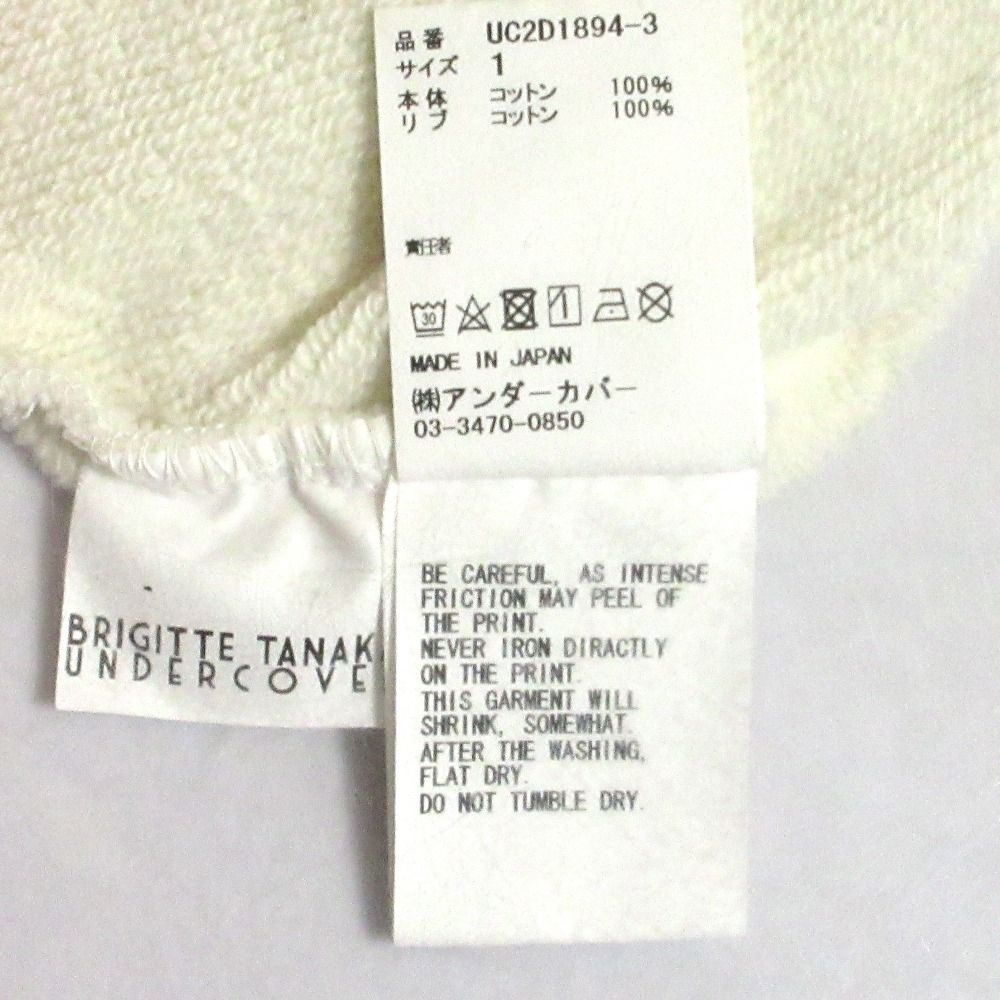 品番 UC2D1894-3
サイズ 1
本体 コットン 100%
リブ コットン 100%
責任者
30
MADE IN JAPAN
㈱アンダーカバー
03-3470-0850
BRIGITTE TANAK
UNDERCOVE
BE CAREFUL, AS INTENSE
FRICTION MAY PEEL OF
THE PRINT.
NEVER IRON DIRACTLY
ON THE PRINT.
THIS GARMENT WILL
SHRINK, SOMEWHAT.
AFTER THE WASHING,
FLAT DRY.
DO NOT TUMBLE DRY.